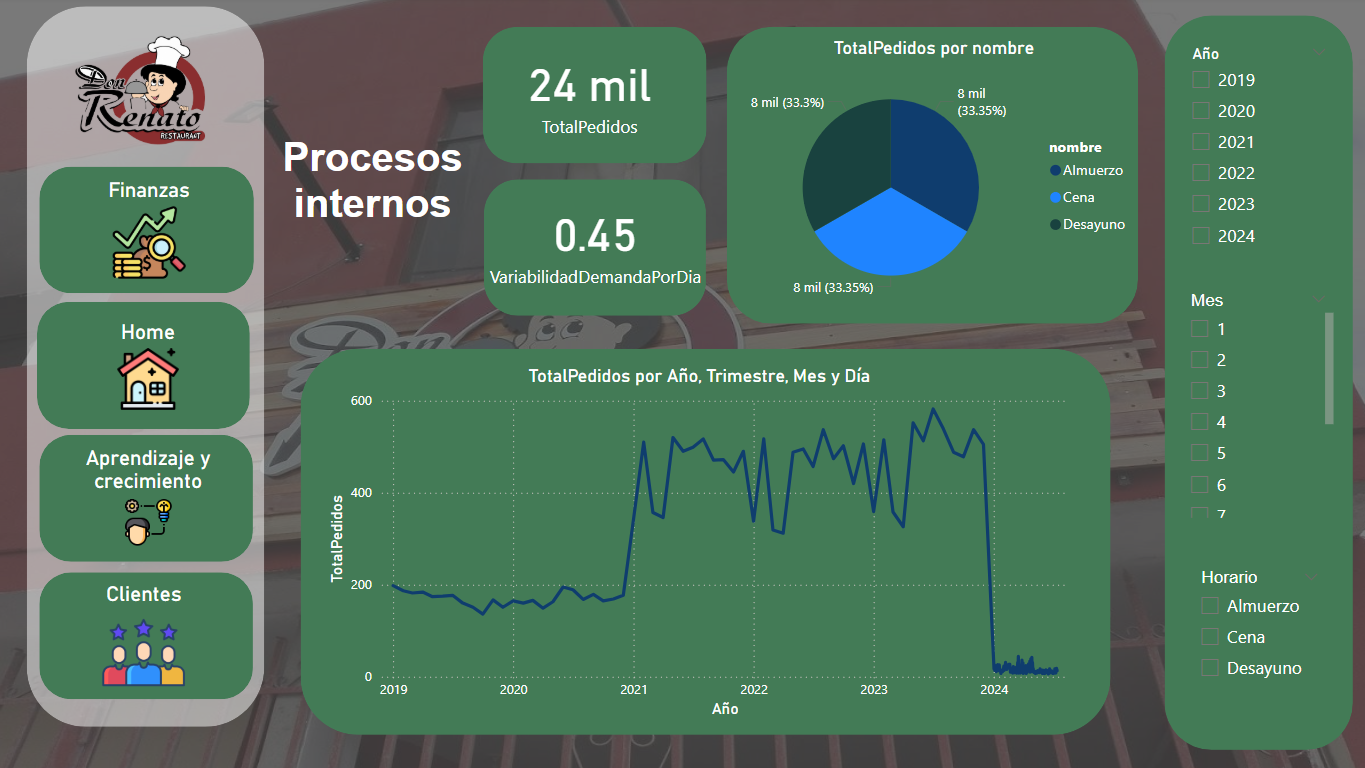 Don
Renato
RESTAURANT
Finanzas
Home
Aprendizaje y
crecimiento
Clientes
Procesos
internos
24 mil
TotalPedidos
0.45
VariabilidadDemandaPorDia
TotalPedidos por nombre
8 mil (33.3%)
8 mil
(33.35%)
8 mil (33.35%)
nombre
Almuerzo
Cena
Desayuno
Don
TotalPedidos por Año, Trimestre, Mes y Día
TotalPedidos
600
400
200
0
2019
2020
2021
2022
2023
2024
Año
Año
2019
2020
2021
2022
2023
2024
Mes
1
2
3
4
5
6
7
Horario
Almuerzo
Cena
Desayuno